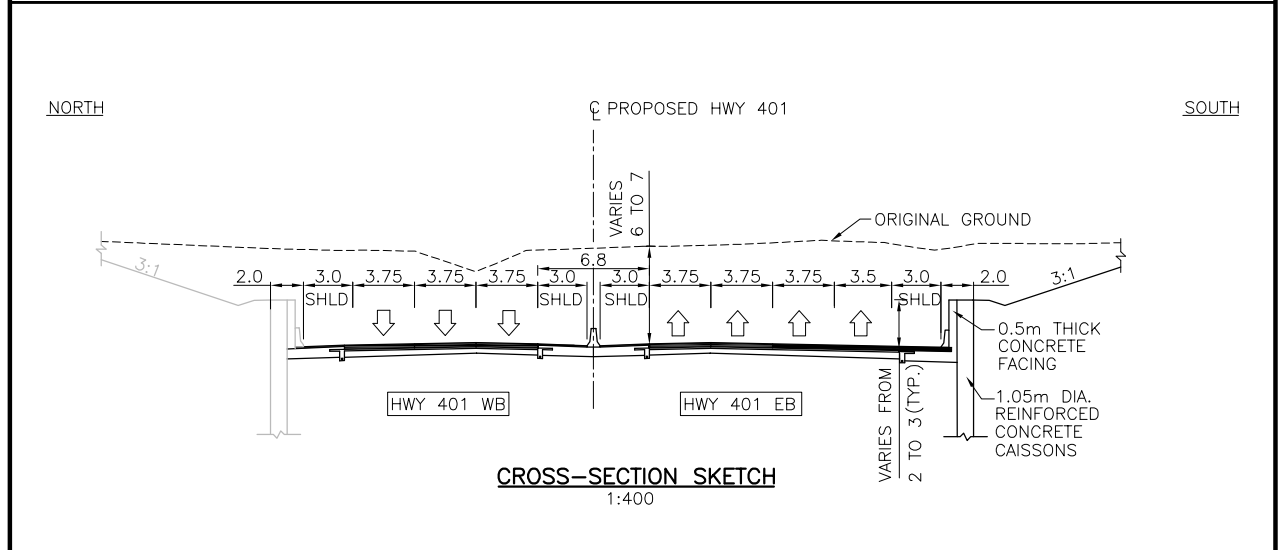 NORTH
℄ PROPOSED HWY 401
SOUTH
VARIES
6 TO 7
ORIGINAL GROUND
3:1
6.8
3:1
2.0 3.0 3.75 3.75 3.75 3.0 3.0 3.75 3.75 3.75 3.5 3.0 2.0
SHLD SHLD SHLD SHLD
0.5m THICK
CONCRETE
FACING
HWY 401 WB
HWY 401 EB
VARIES FROM
2 TO 3(TYP.)
1.05m DIA.
REINFORCED
CONCRETE
CAISSONS
CROSS-SECTION SKETCH
1:400